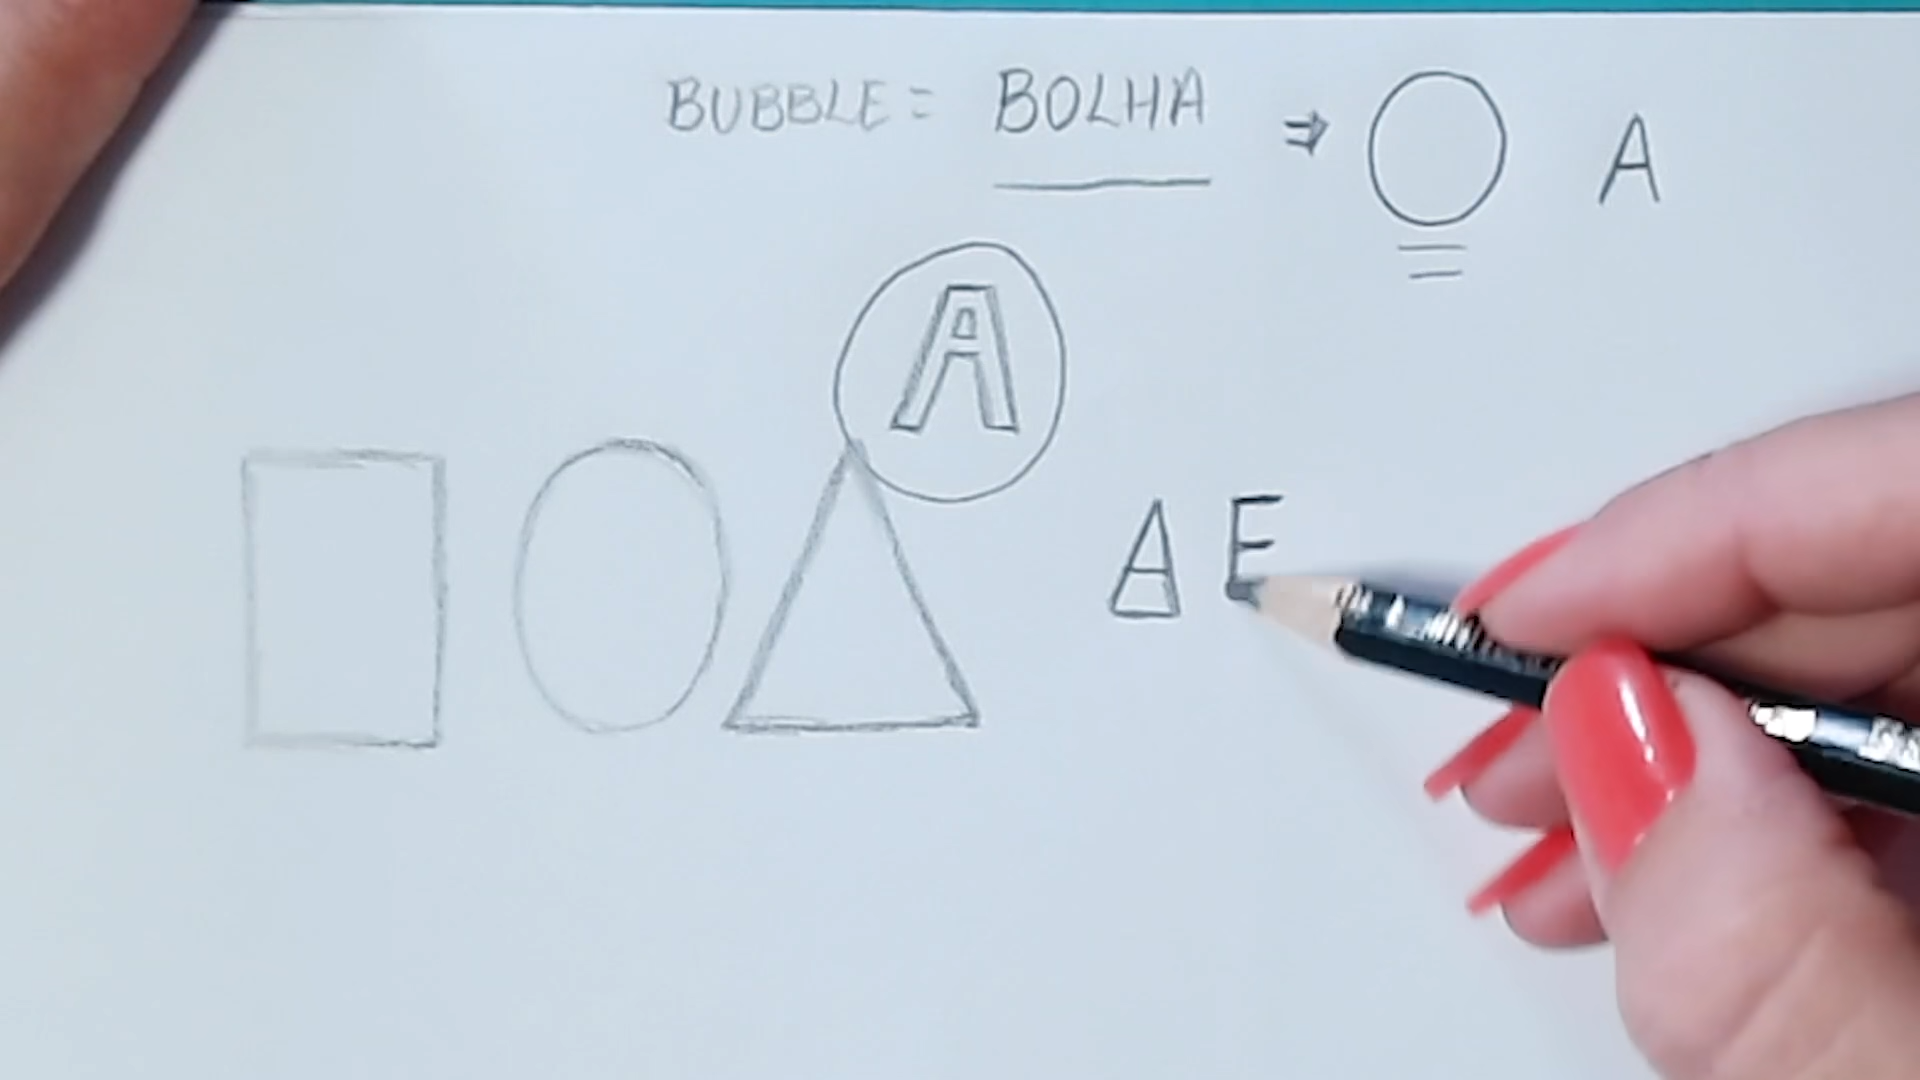 BUBBLE = BOLHA ⇒ O A
A
A E